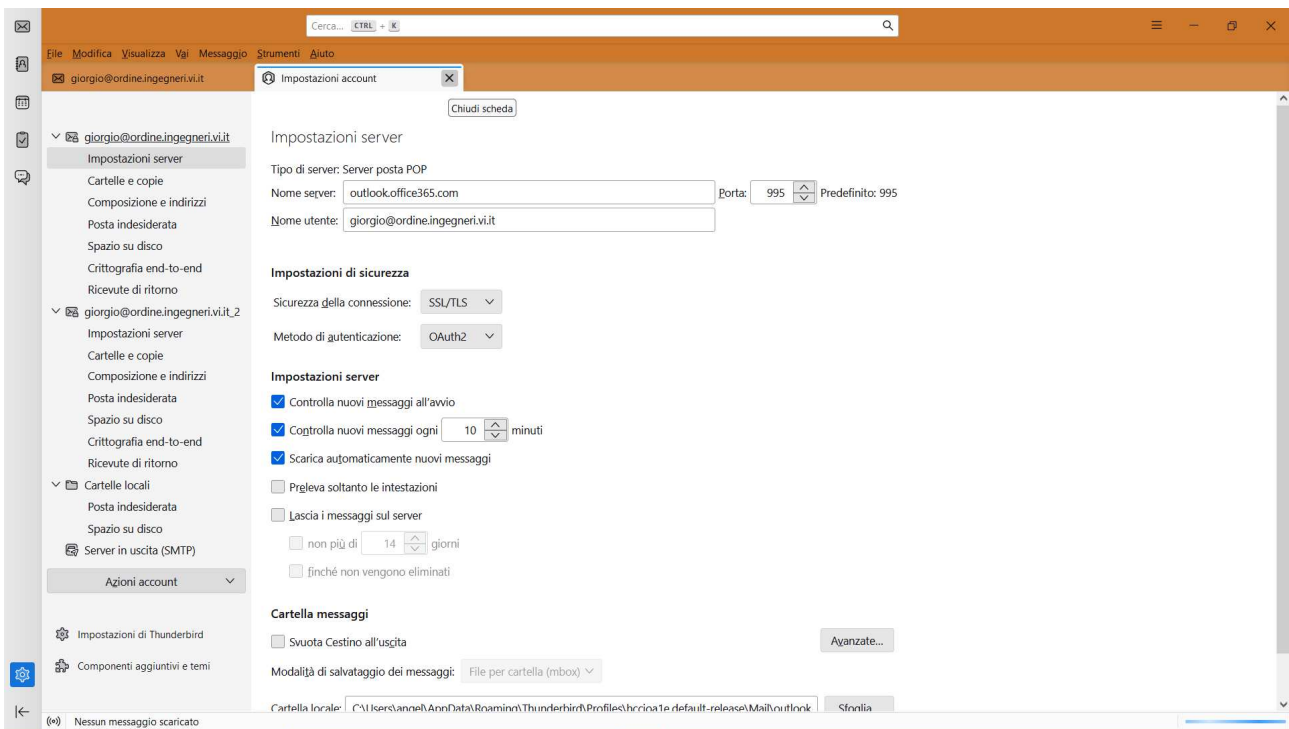 Cerca... CTRL + K
File Modifica Visualizza Vai Messaggio Strumenti Aiuto
giorgio@ordine.ingegneri.vi.it
Impostazioni account
Chiudi scheda
giorgio@ordine.ingegneri.vi.it
Impostazioni server
Cartelle e copie
Composizione e indirizzi
Posta indesiderata
Spazio su disco
Crittografia end-to-end
Ricevute di ritorno
giorgio@ordine.ingegneri.vi.it_2
Impostazioni server
Cartelle e copie
Composizione e indirizzi
Posta indesiderata
Spazio su disco
Crittografia end-to-end
Ricevute di ritorno
Cartelle locali
Posta indesiderata
Spazio su disco
Server in uscita (SMTP)
Azioni account
Impostazioni di Thunderbird
Componenti aggiuntivi e temi
Impostazioni server
Tipo di server: Server posta POP
Nome server: outlook.office365.com Porta: 995 Predefinito: 995
Nome utente: giorgio@ordine.ingegneri.vi.it
Impostazioni di sicurezza
Sicurezza della connessione: SSL/TLS
Metodo di autenticazione: OAuth2
Impostazioni server
Controlla nuovi messaggi all'avvio
Controlla nuovi messaggi ogni 10 minuti
Scarica automaticamente nuovi messaggi
Preleva soltanto le intestazioni
Lascia i messaggi sul server
non più di 14 giorni
finché non vengono eliminati
Cartella messaggi
Svuota Cestino all'uscita Avanzate...
Modalità di salvataggio dei messaggi: File per cartella (mbox)
Cartella locale: C:\Users\angel\AppData\Roaming\Thunderbird\Profiles\hccioa1e.default-release\Mail\outlook Sfoglia
Nessun messaggio scaricato